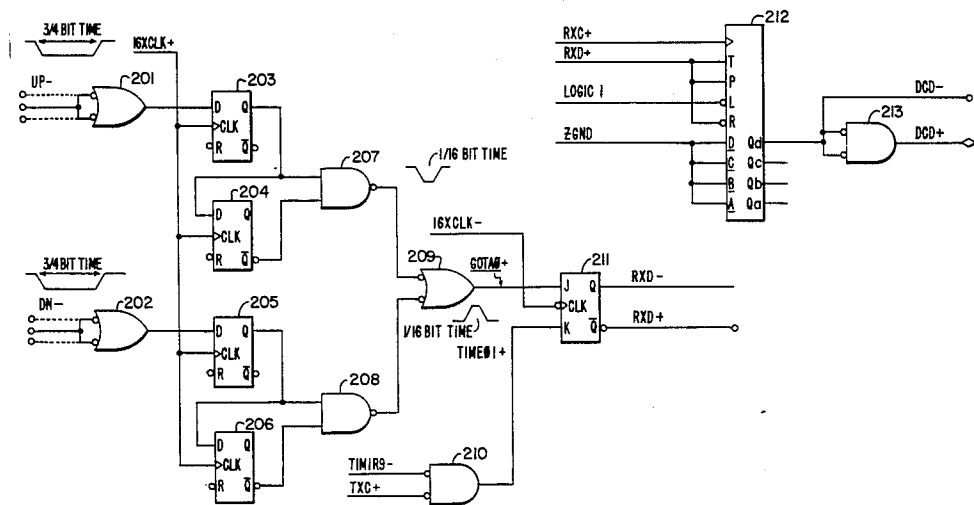 3/4 BIT TIME
16XCLK+
UP-
201
203
D Q
CLK
R Q
207
1/16 BIT TIME
204
D Q
CLK
R Q
3/4 BIT TIME
DN-
202
205
D Q
CLK
R Q
208
206
D Q
CLK
R Q
16XCLK-
209
GOTAØ+
1/16 BIT TIME
TIMEØ1+
211
J Q
CLK
K Q
RXD-
RXD+
TIMIR9-
TXC+
210
212
RXC+
RXD+
LOGIC 1
ZGND
T
P
L
R
D Qd
C Qc
B Qb
A Qa
DCD-
213
DCD+